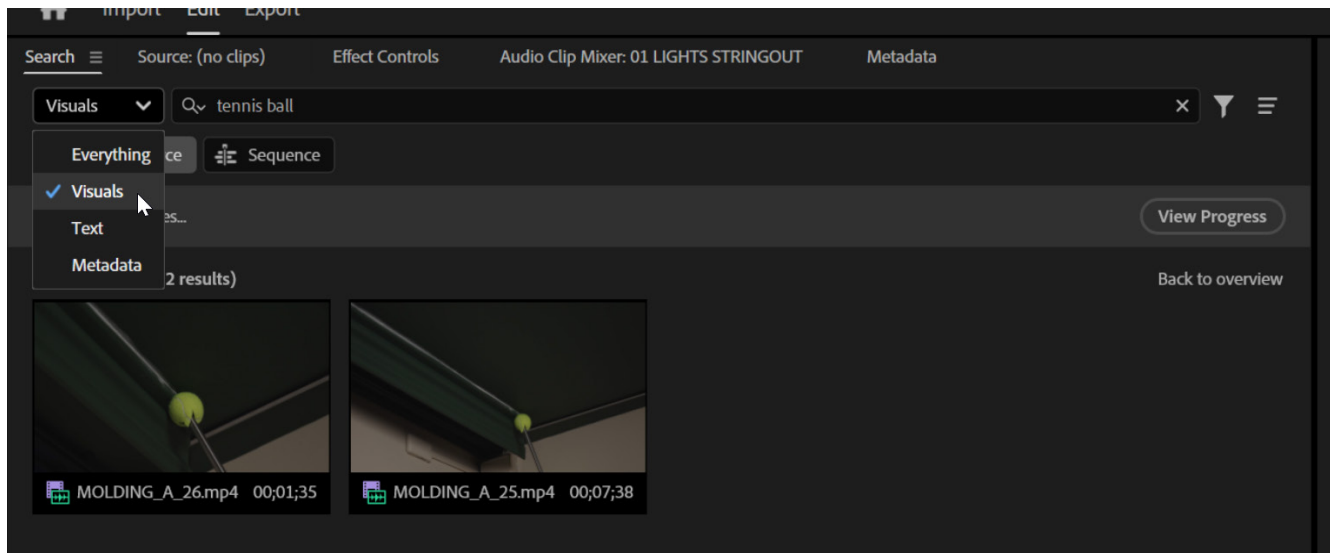 Import Edit Export
Search Source: (no clips) Effect Controls Audio Clip Mixer: 01 LIGHTS STRINGOUT Metadata
Visuals tennis ball
Everything Sequence
Visuals
View Progress
Text
Metadata 2 results) Back to overview
MOLDING_A_26.mp4 00;01;35 MOLDING_A_25.mp4 00;07;38